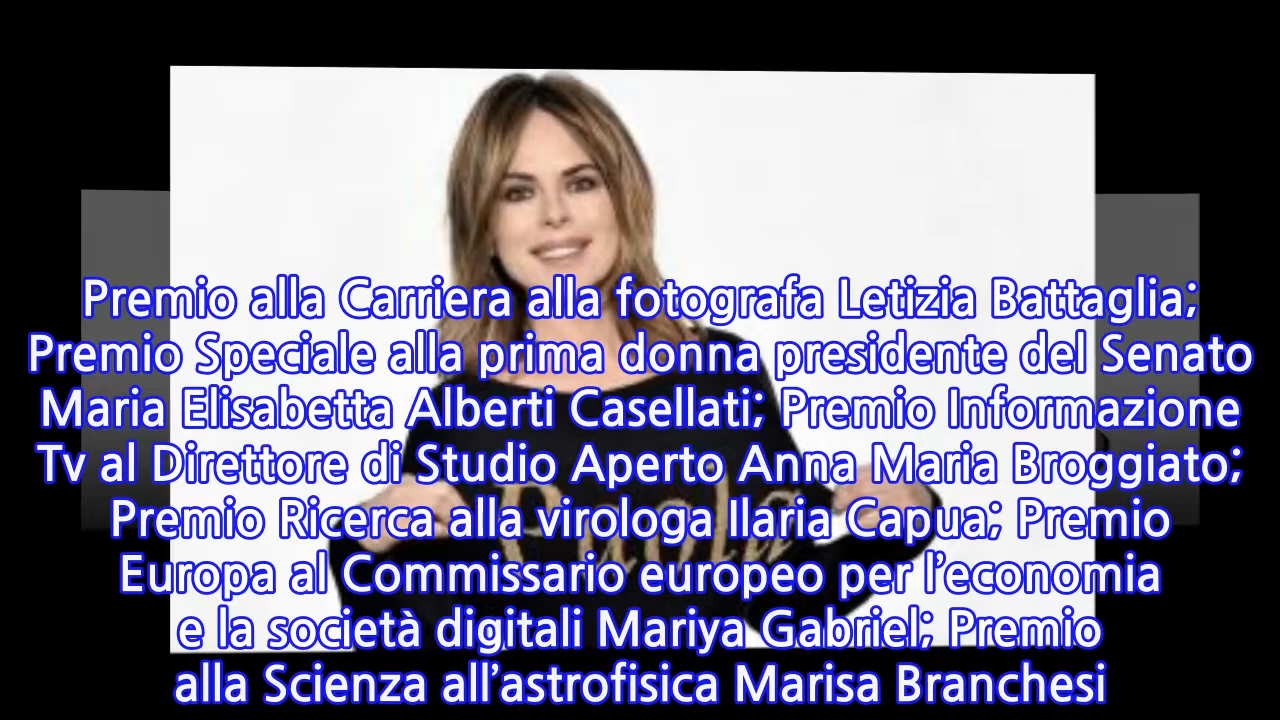 Premio alla Carriera alla fotografa Letizia Battaglia;
Premio Speciale alla prima donna presidente del Senato
Maria Elisabetta Alberti Casellati; Premio Informazione
Tv al Direttore di Studio Aperto Anna Maria Broggiato;
Premio Ricerca alla virologa Ilaria Capua; Premio
Europa al Commissario europeo per l’economia
e la società digitali Mariya Gabriel; Premio
alla Scienza all’astrofisica Marisa Branchesi
Paola